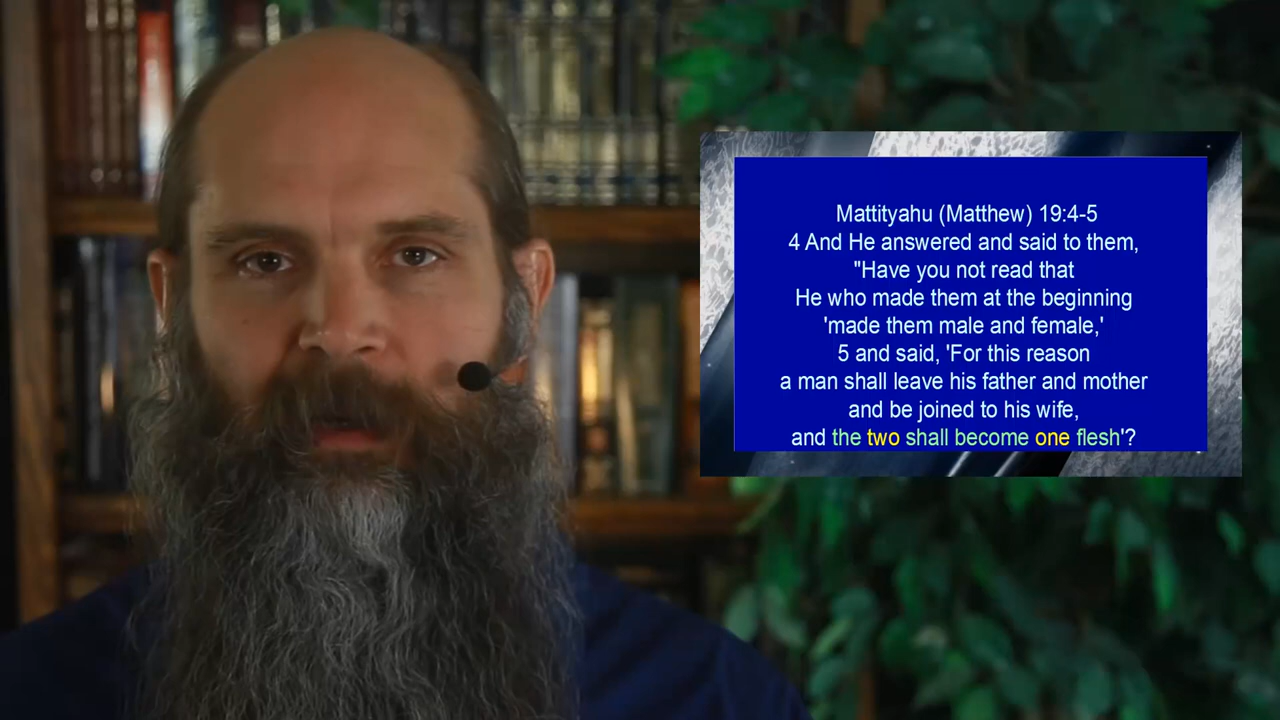 Mattityahu (Matthew) 19:4-5
4 And He answered and said to them,
"Have you not read that
He who made them at the beginning
'made them male and female,'
5 and said, 'For this reason
a man shall leave his father and mother
and be joined to his wife,
and the two shall become one flesh'?